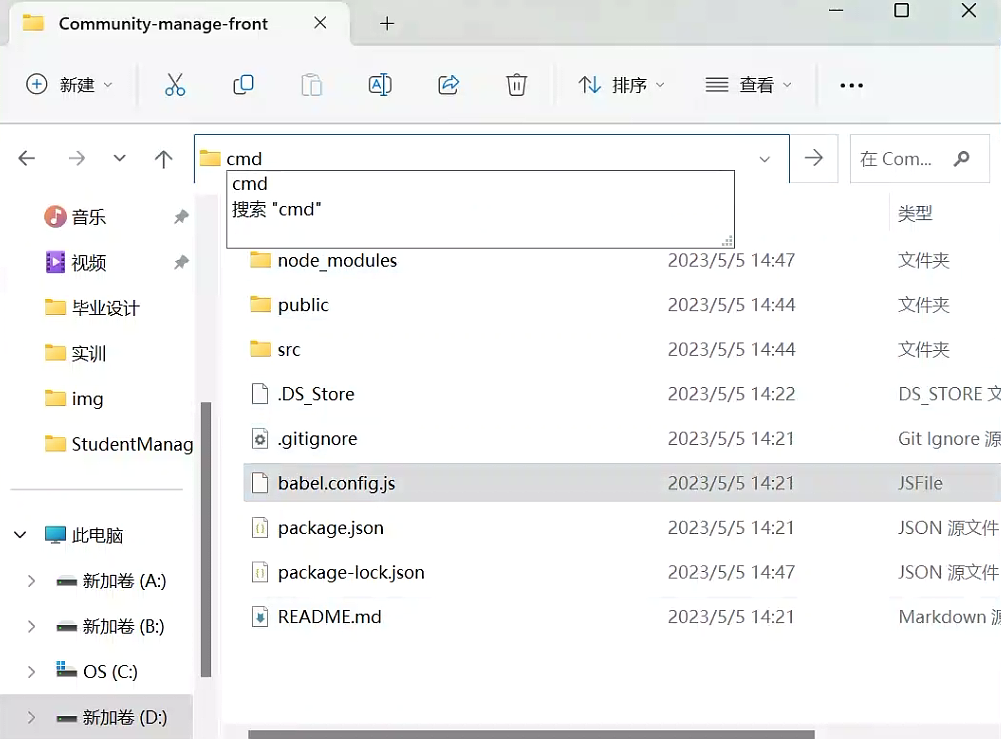 Community-manage-front
新建
排序
查看
cmd
在 Com...
cmd
搜索 "cmd"
类型
音乐
视频
毕业设计
实训
img
StudentManag
此电脑
新加卷 (A:)
新加卷 (B:)
OS (C:)
新加卷 (D:)
node_modules 2023/5/5 14:47 文件夹
public 2023/5/5 14:44 文件夹
src 2023/5/5 14:44 文件夹
.DS_Store 2023/5/5 14:22 DS_STORE 文
.gitignore 2023/5/5 14:21 Git Ignore 源
babel.config.js 2023/5/5 14:21 JSFile
package.json 2023/5/5 14:21 JSON 源文件
package-lock.json 2023/5/5 14:47 JSON 源文件
README.md 2023/5/5 14:21 Markdown 源